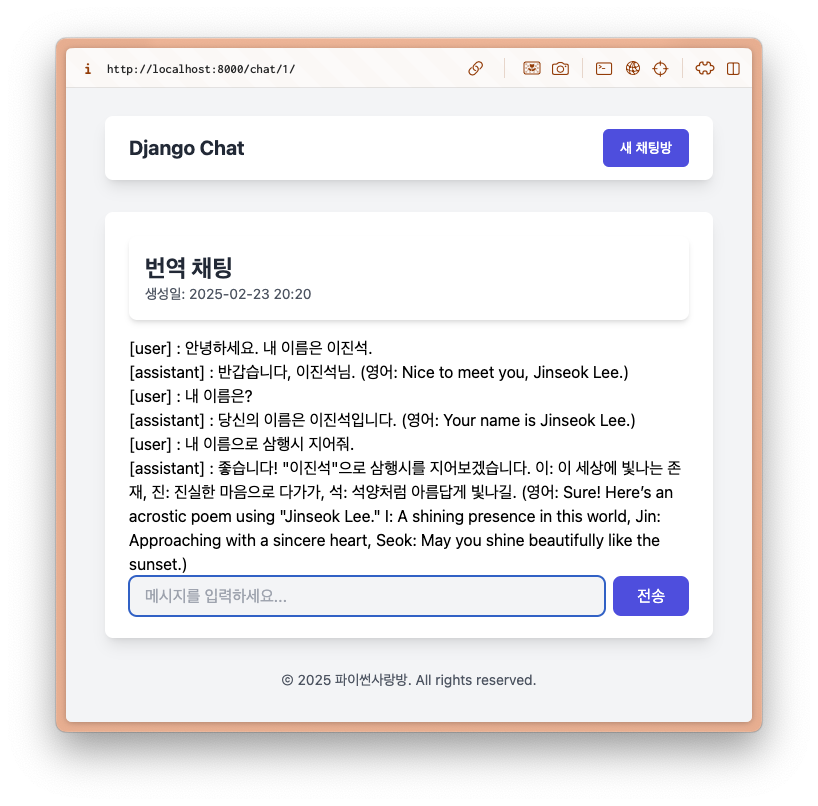 http://localhost:8000/chat/1/
Django Chat
새 채팅방
번역 채팅
생성일: 2025-02-23 20:20
[user] : 안녕하세요. 내 이름은 이진석.
[assistant] : 반갑습니다, 이진석님. (영어: Nice to meet you, Jinseok Lee.)
[user] : 내 이름은?
[assistant] : 당신의 이름은 이진석입니다. (영어: Your name is Jinseok Lee.)
[user] : 내 이름으로 삼행시 지어줘.
[assistant] : 좋습니다! "이진석"으로 삼행시를 지어보겠습니다. 이: 이 세상에 빛나는 존
재, 진: 진실한 마음으로 다가가, 석: 석양처럼 아름답게 빛나길. (영어: Sure! Here’s an
acrostic poem using "Jinseok Lee." I: A shining presence in this world, Jin:
Approaching with a sincere heart, Seok: May you shine beautifully like the
sunset.)
메시지를 입력하세요...
전송
© 2025 파이썬사랑방. All rights reserved.